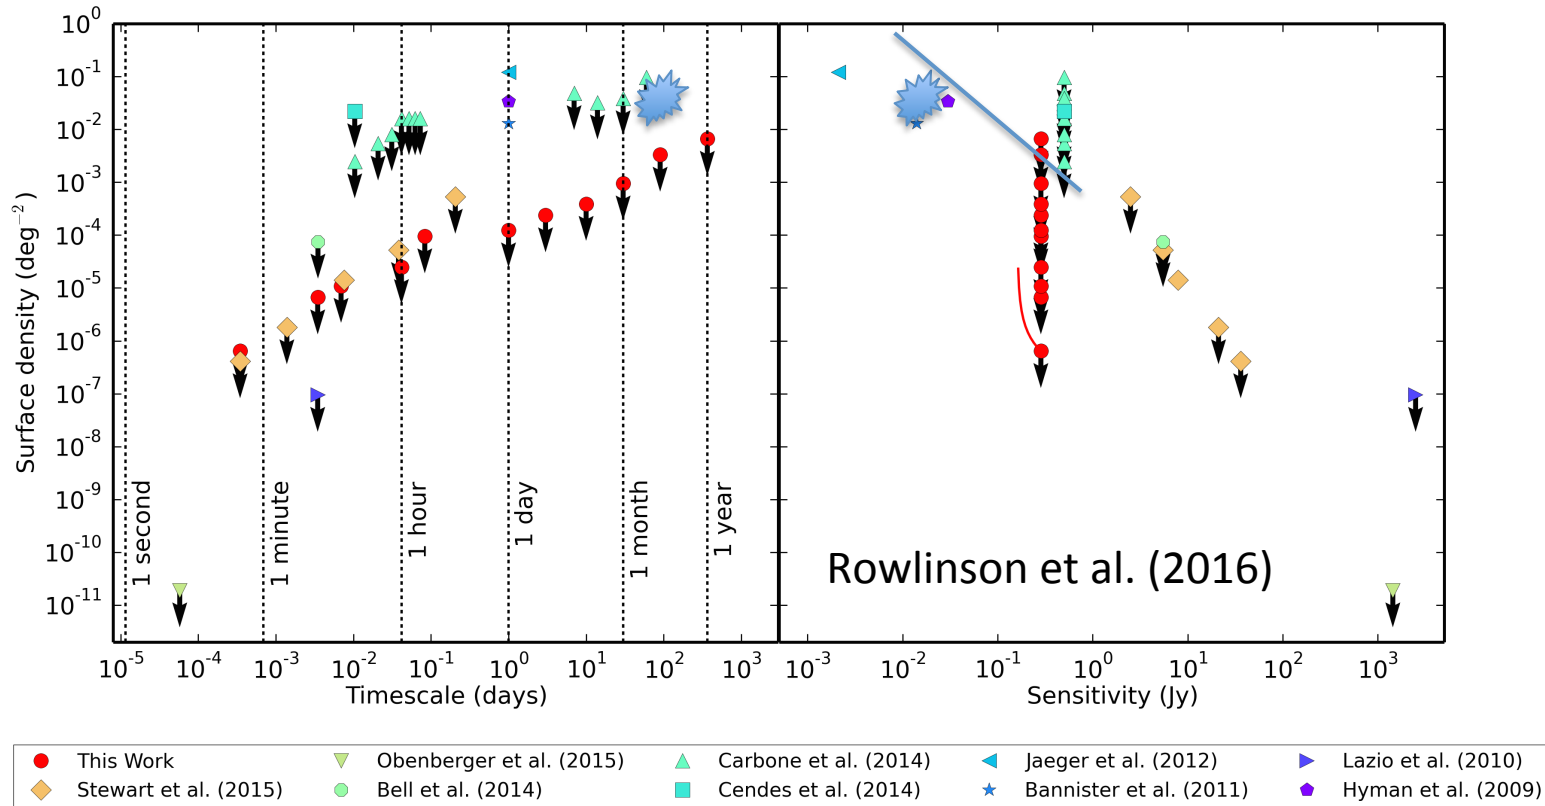 10^0
10^-1
10^-2
10^-3
10^-4
10^-5
10^-6
10^-7
10^-8
10^-9
10^-10
10^-11
Surface density (deg^-2)
1 second
1 minute
1 hour
1 day
1 month
1 year
10^-5 10^-4 10^-3 10^-2 10^-1 10^0 10^1 10^2 10^3
Timescale (days)
Rowlinson et al. (2016)
10^-3 10^-2 10^-1 10^0 10^1 10^2 10^3
Sensitivity (Jy)
This Work Obenberger et al. (2015) Carbone et al. (2014) Jaeger et al. (2012) Lazio et al. (2010)
Stewart et al. (2015) Bell et al. (2014) Cendes et al. (2014) Bannister et al. (2011) Hyman et al. (2009)